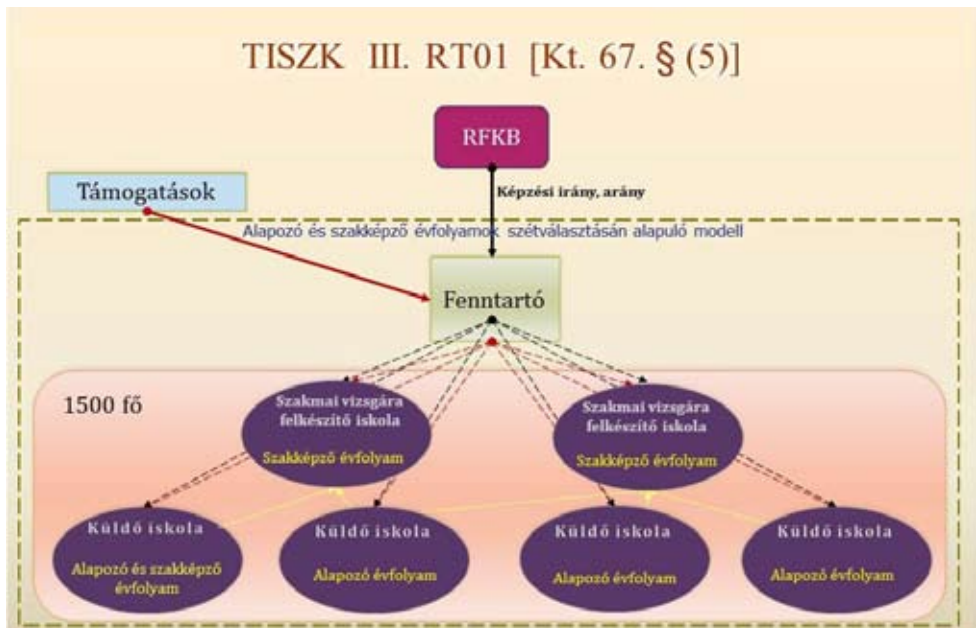 TISZK III. RT01 [Kt. 67. § (5)]
RFKB
Támogatások
Képzési irány, arány
Alapozó és szakképző évfolyamok szétválasztásán alapuló modell
Fenntartó
1500 fő
Szakmai vizsgára
felkészítő iskola
Szakképző évfolyam
Szakmai vizsgára
felkészítő iskola
Szakképző évfolyam
Küldő iskola
Alapozó és szakképző
évfolyam
Küldő iskola
Alapozó évfolyam
Küldő iskola
Alapozó évfolyam
Küldő iskola
Alapozó évfolyam